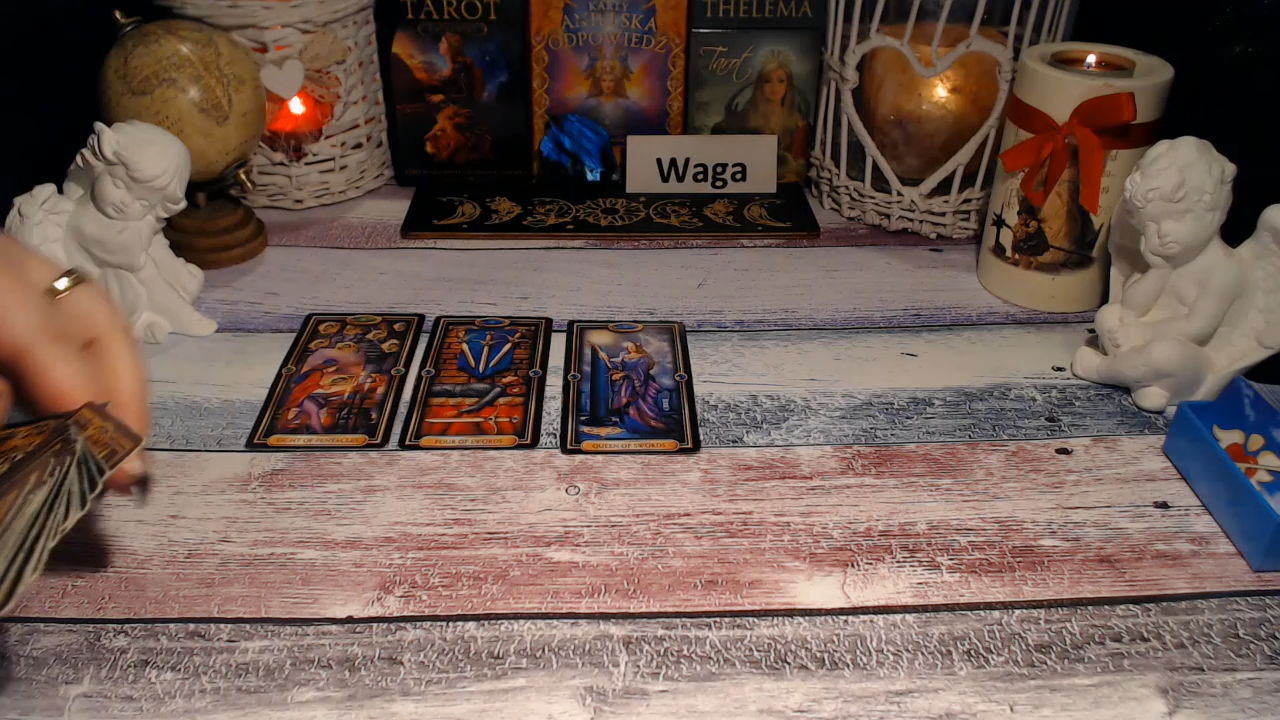 TAROT
KARTY
ANIELSKA
ODPOWIEDŹ
THELEMA
Tarot
Waga
EIGHT OF PENTACLES
FOUR OF SWORDS
QUEEN OF SWORDS